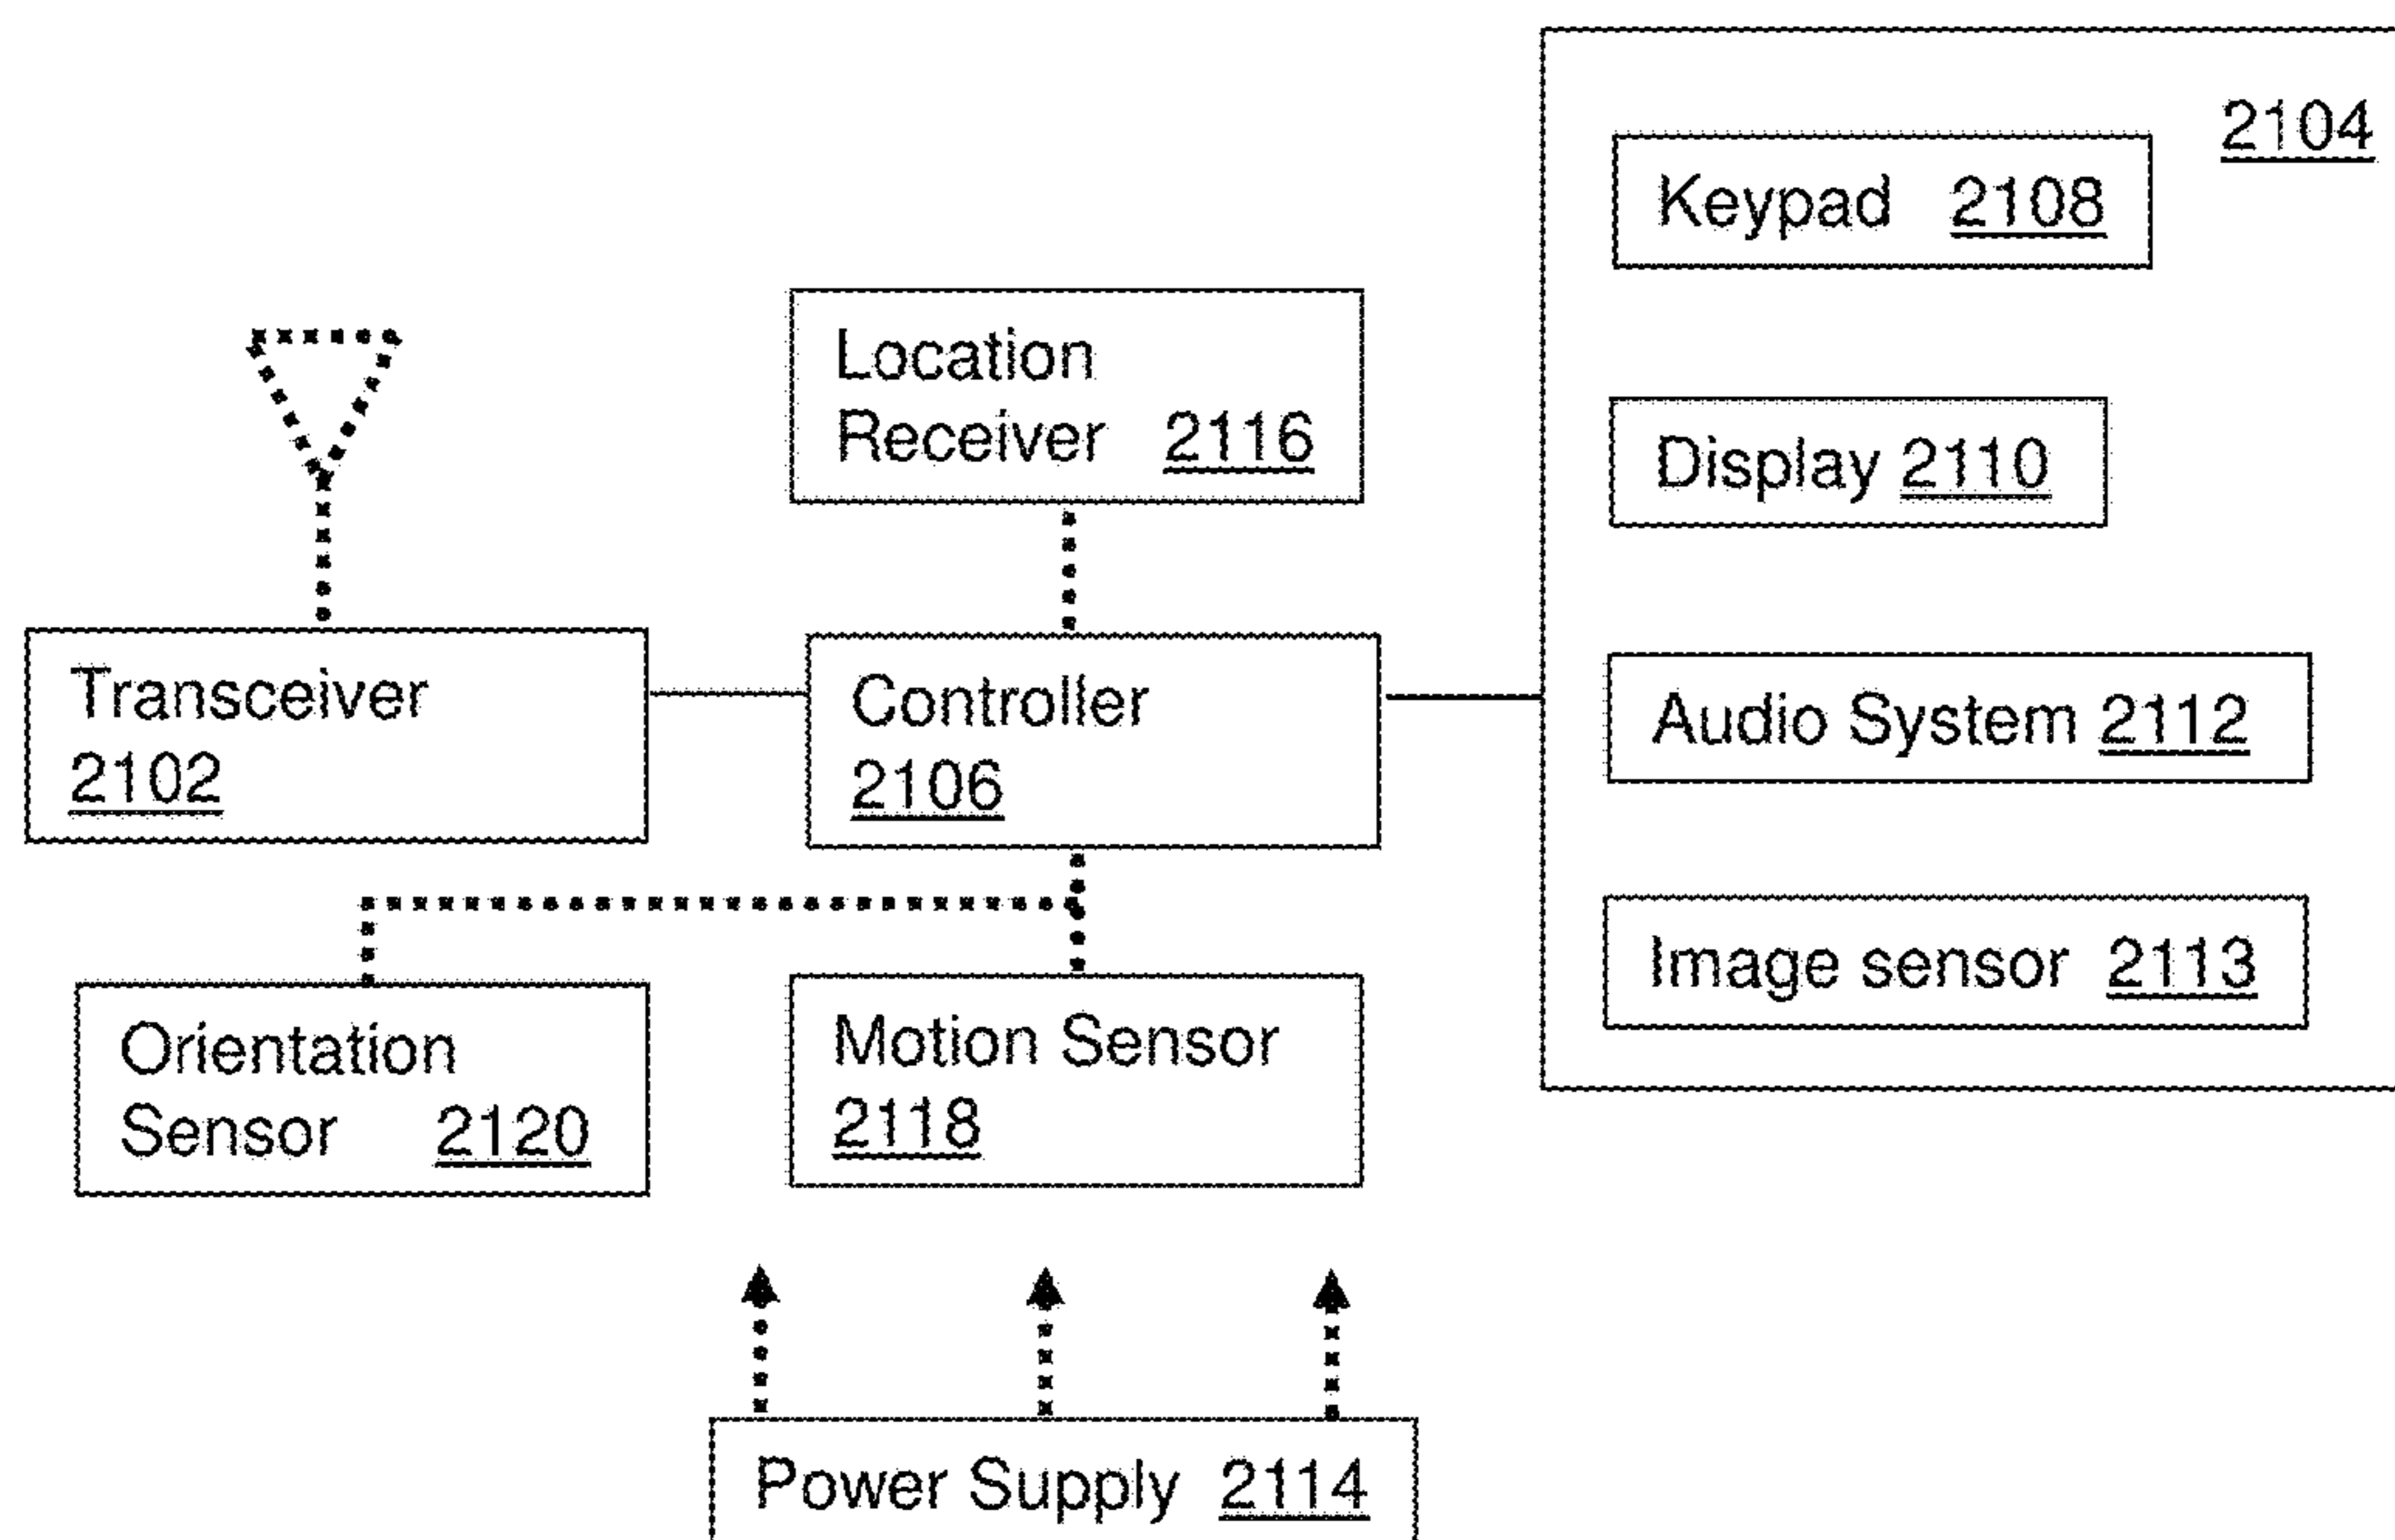 2104
Keypad 2108
Location
Receiver 2116
Display 2110
Transceiver
2102
Controller
2106
Audio System 2112
Image sensor 2113
Orientation
Sensor 2120
Motion Sensor
2118
Power Supply 2114